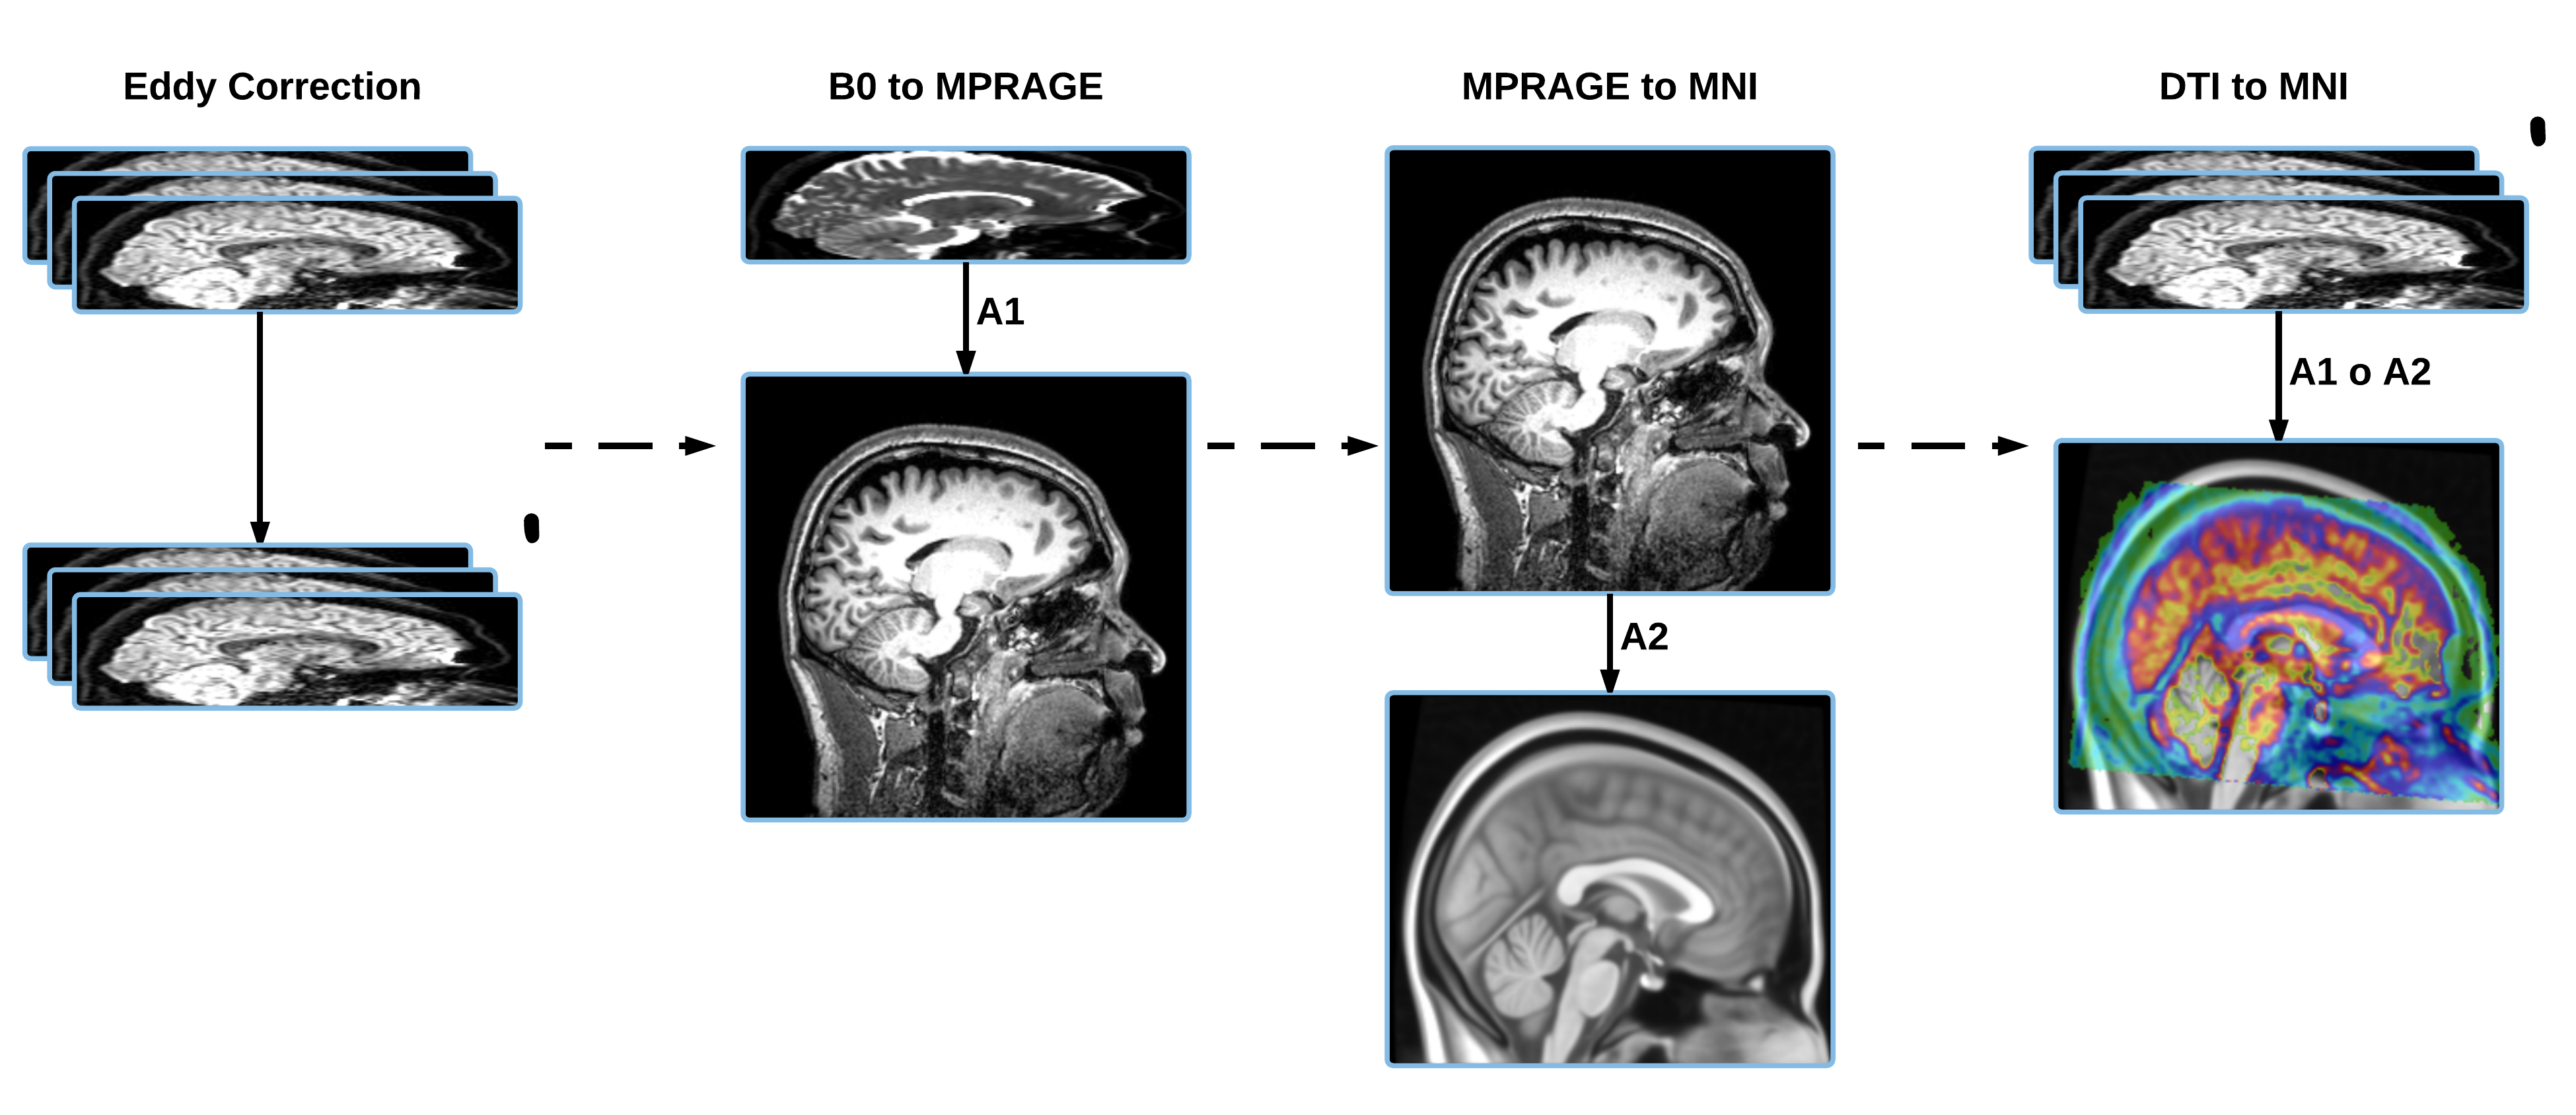 Eddy Correction
B0 to MPRAGE
MPRAGE to MNI
DTI to MNI
A1
A2
A1 o A2